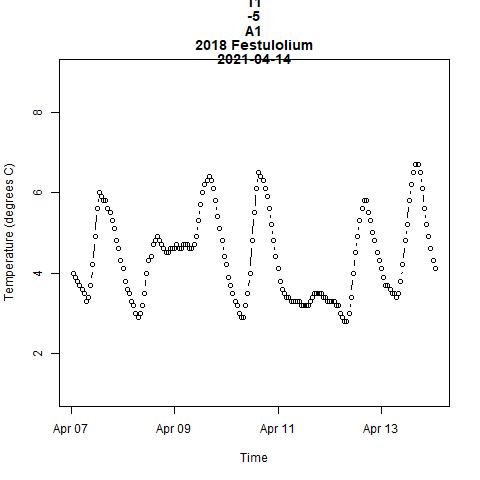 T1
-5
A1
2018 Festulolium
2021-04-14
Temperature (degrees C)
8
6
4
2
Apr 07 Apr 09 Apr 11 Apr 13
Time